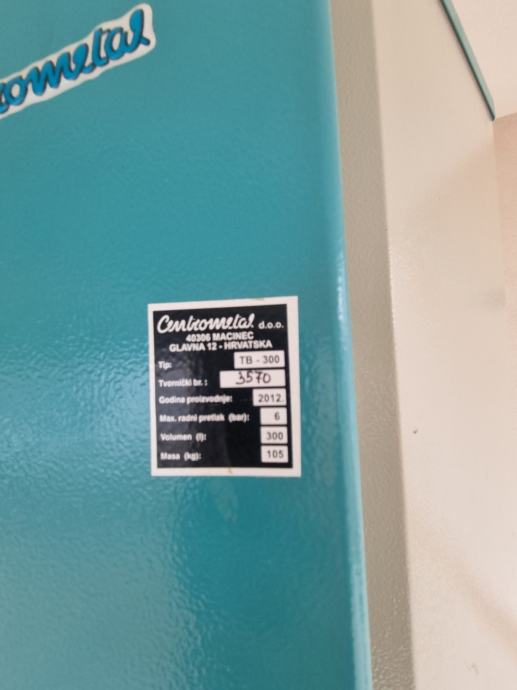 rometal
Centrometal d.o.o.
40306 MACINEC
GLAVNA 12 - HRVATSKA
Tip: TB - 300
Tvornički br.: 3570
Godina proizvodnje: 2012.
Max. radni pretlak (bar): 6
Volumen (l): 300
Masa (kg): 105